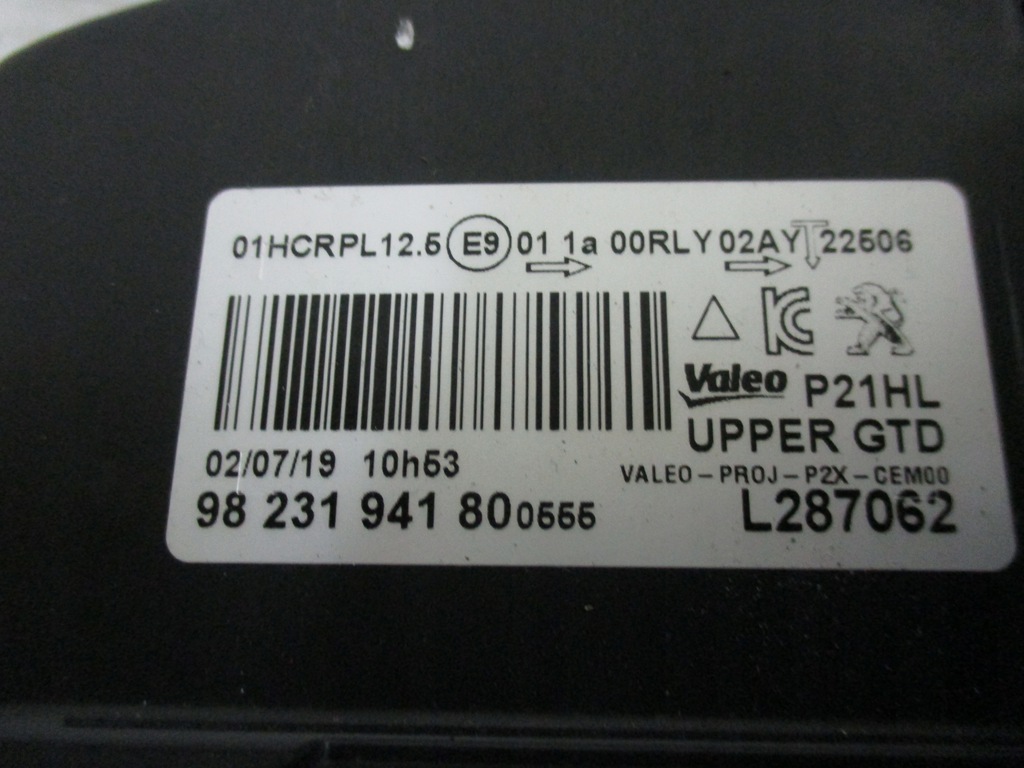 01HCRPL12.5 E9 01 1a 00RLY 02AY 22506
KC
Valeo P21HL
UPPER GTD
02/07/19 10h53
VALEO-PROJ-P2X-CEM00
98 231 941 80 0555
L287062